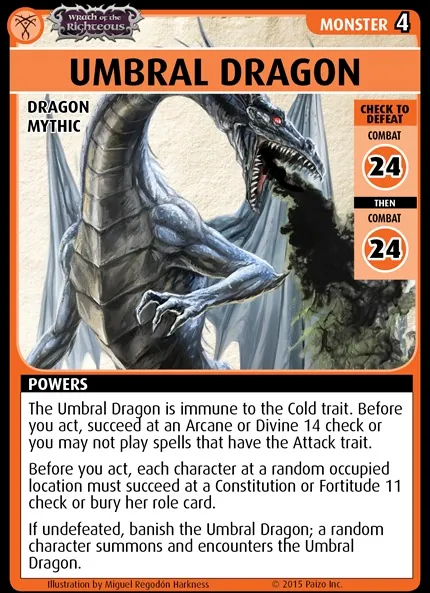 Wrath of the
Righteous
MONSTER 4
UMBRAL DRAGON
DRAGON
MYTHIC
CHECK TO
DEFEAT
COMBAT
24
THEN
COMBAT
24
POWERS
The Umbral Dragon is immune to the Cold trait. Before
you act, succeed at an Arcane or Divine 14 check or
you may not play spells that have the Attack trait.
Before you act, each character at a random occupied
location must succeed at a Constitution or Fortitude 11
check or bury her role card.
If undefeated, banish the Umbral Dragon; a random
character summons and encounters the Umbral
Dragon.
Illustration by Miguel Regodón Harkness
© 2015 Paizo Inc.